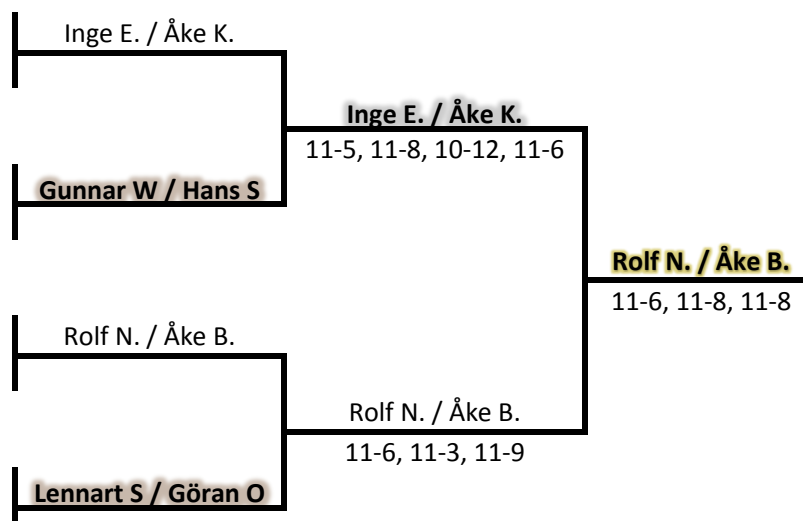 Inge E. / Åke K.
Inge E. / Åke K.
11-5, 11-8, 10-12, 11-6
Gunnar W / Hans S
Rolf N. / Åke B.
11-6, 11-8, 11-8
Rolf N. / Åke B.
Rolf N. / Åke B.
11-6, 11-3, 11-9
Lennart S / Göran O